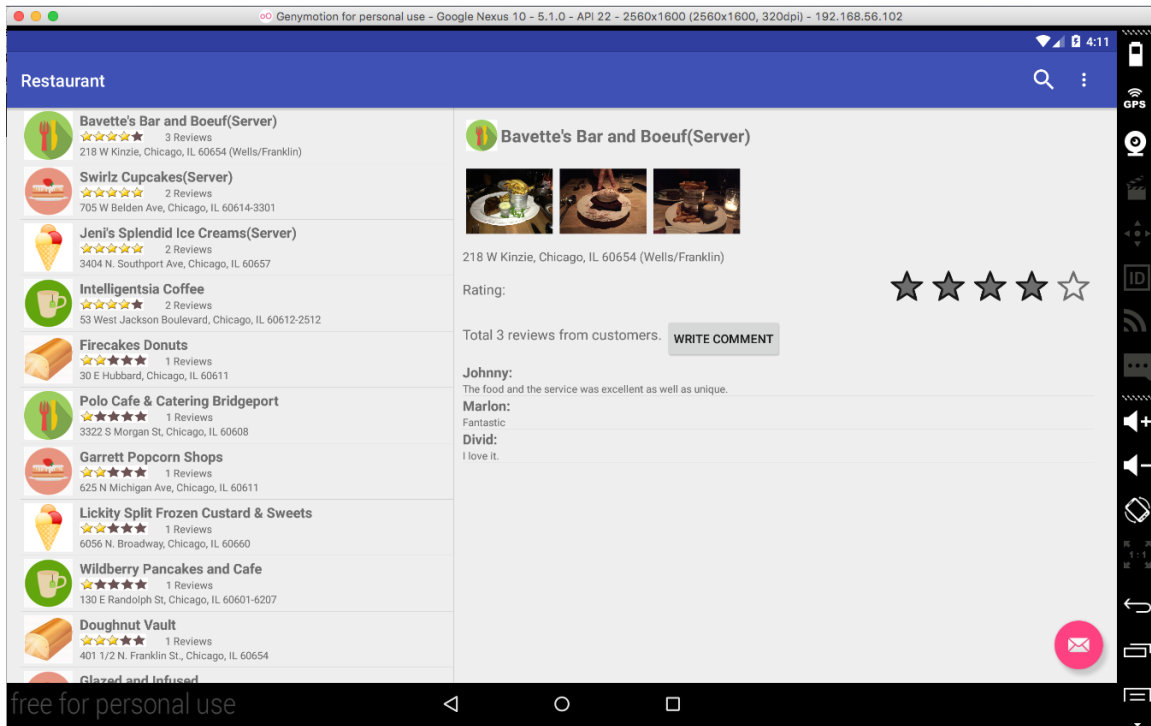 Genymotion for personal use - Google Nexus 10 - 5.1.0 - API 22 - 2560x1600 (2560x1600, 320dpi) - 192.168.56.102
4:11
Restaurant
Bavette's Bar and Boeuf(Server)
3 Reviews
218 W Kinzie, Chicago, IL 60654 (Wells/Franklin)
Swirlz Cupcakes(Server)
2 Reviews
705 W Belden Ave, Chicago, IL 60614-3301
Jeni's Splendid Ice Creams(Server)
2 Reviews
3404 N. Southport Ave, Chicago, IL 60657
Intelligentsia Coffee
2 Reviews
53 West Jackson Boulevard, Chicago, IL 60612-2512
Firecakes Donuts
1 Reviews
30 E Hubbard, Chicago, IL 60611
Polo Cafe & Catering Bridgeport
1 Reviews
3322 S Morgan St, Chicago, IL 60608
Garrett Popcorn Shops
1 Reviews
625 N Michigan Ave, Chicago, IL 60611
Lickity Split Frozen Custard & Sweets
1 Reviews
6056 N. Broadway, Chicago, IL 60660
Wildberry Pancakes and Cafe
1 Reviews
130 E Randolph St, Chicago, IL 60601-6207
Doughnut Vault
1 Reviews
401 1/2 N. Franklin St., Chicago, IL 60654
Glazed and Infused
Bavette's Bar and Boeuf(Server)
218 W Kinzie, Chicago, IL 60654 (Wells/Franklin)
Rating:
Total 3 reviews from customers.
WRITE COMMENT
Johnny:
The food and the service was excellent as well as unique.
Marlon:
Fantastic
Divid:
I love it.
GPS
ID
1:1
free for personal use